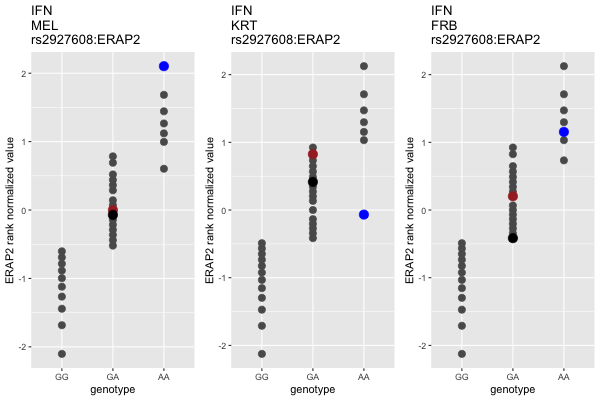 IFN
MEL
rs2927608:ERAP2
ERAP2 rank normalized value
2
1
0
-1
-2
GG
GA
AA
genotype
IFN
KRT
rs2927608:ERAP2
ERAP2 rank normalized value
2
1
0
-1
-2
GG
GA
AA
genotype
IFN
FRB
rs2927608:ERAP2
ERAP2 rank normalized value
2
1
0
-1
-2
GG
GA
AA
genotype